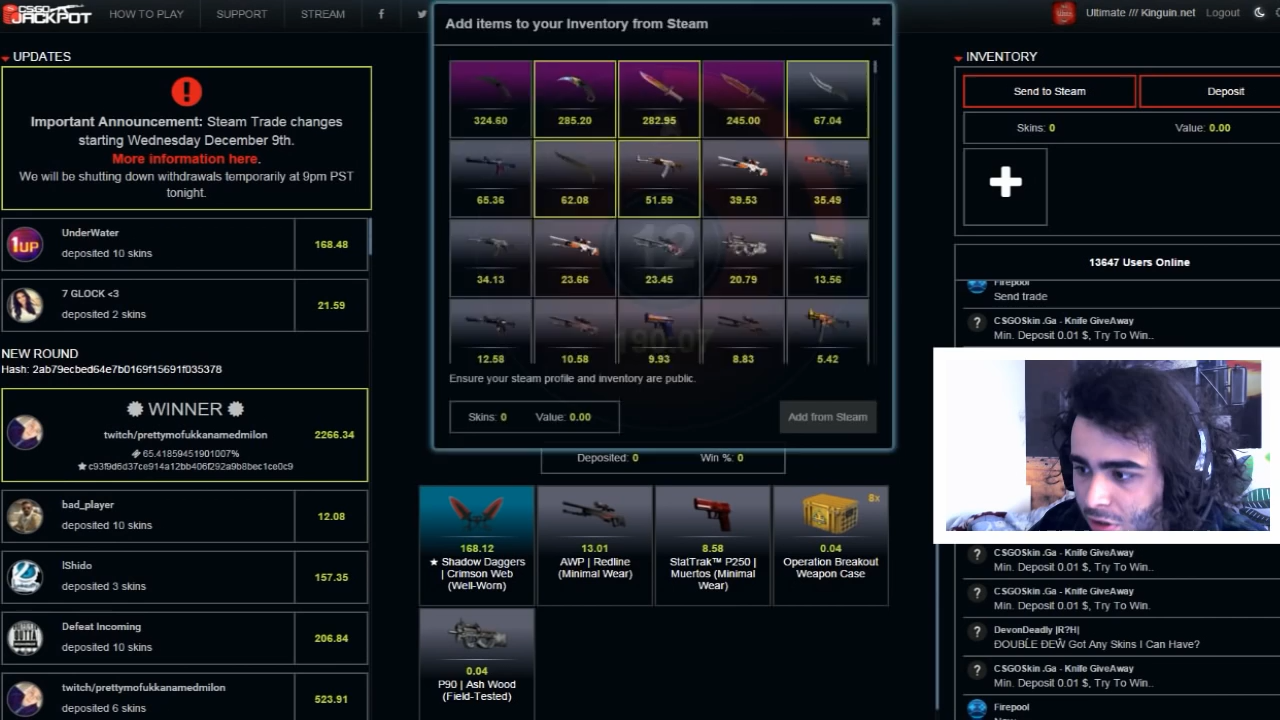 CSGO JACKPOT
HOW TO PLAY
SUPPORT
STREAM
Ultimate /// Kinguin.net
Logout
UPDATES
Important Announcement: Steam Trade changes
starting Wednesday December 9th.
More information here.
We will be shutting down withdrawals temporarily at 9pm PST
tonight.
1UP
UnderWater
deposited 10 skins
168.48
7 GLOCK <3
deposited 2 skins
21.59
NEW ROUND
Hash: 2ab79ecbed64e7b0169f15691f035378
WINNER
twitch/prettymofukkanamedmilon
65.41859451901007%
c93f9d6d37ce914a12bb406f292a9b8bec1ce0c9
2266.34
bad_player
deposited 10 skins
12.08
IShido
deposited 3 skins
157.35
Defeat Incoming
deposited 10 skins
206.84
twitch/prettymofukkanamedmilon
deposited 6 skins
523.91
Add items to your Inventory from Steam
324.60 285.20 282.95 245.00 67.04
65.36 62.08 51.59 39.53 35.49
34.13 23.66 23.45 20.79 13.56
12.58 10.58 9.93 8.83 5.42
12
190.07
Ensure your steam profile and inventory are public.
Skins: 0 Value: 0.00
Add from Steam
Deposited: 0 Win %: 0
168.12
★ Shadow Daggers
| Crimson Web
(Well-Worn)
13.01
AWP | Redline
(Minimal Wear)
8.58
StatTrak™ P250 |
Muertos (Minimal
Wear)
8x
0.04
Operation Breakout
Weapon Case
0.04
P90 | Ash Wood
(Field-Tested)
INVENTORY
Send to Steam
Deposit
Skins: 0 Value: 0.00
13647 Users Online
Firepool
Send trade
CSGOSkin .Ga - Knife GiveAway
Min. Deposit 0.01 $, Try To Win..
CSGOSkin .Ga - Knife GiveAway
Min. Deposit 0.01 $, Try To Win..
CSGOSkin .Ga - Knife GiveAway
Min. Deposit 0.01 $, Try To Win.
DevonDeadly |R?H|
ĐOUBĹE ĐEŴ Got Any Skins I Can Have?
CSGOSkin .Ga - Knife GiveAway
Min. Deposit 0.01 $, Try To Win..
Firepool